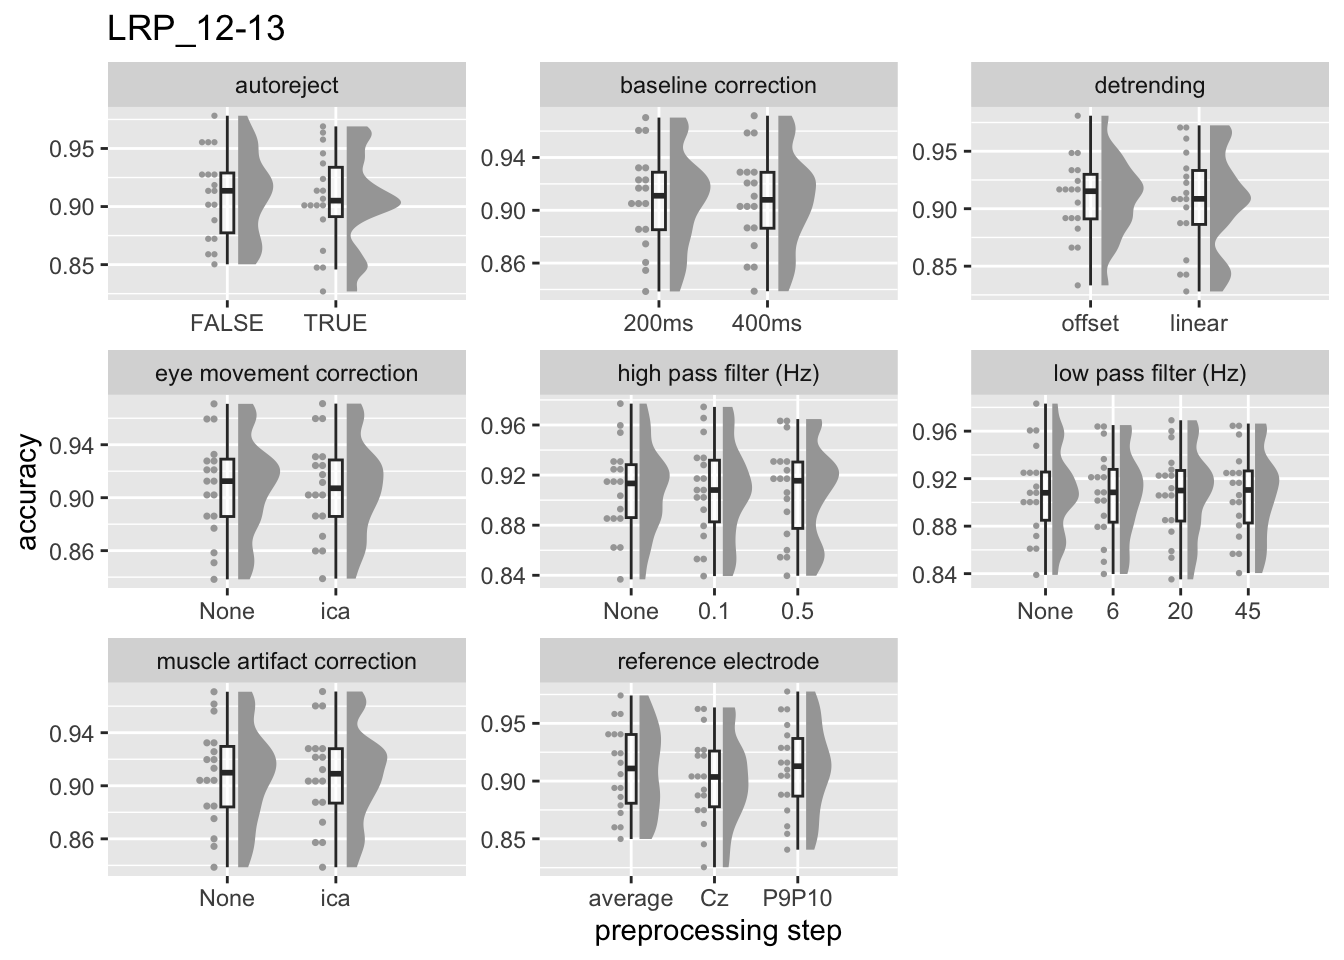 LRP_12-13
autoreject
baseline correction
detrending
0.95
0.90
0.85
0.94
0.90
0.86
0.95
0.90
0.85
FALSE TRUE
200ms 400ms
offset linear
eye movement correction
high pass filter (Hz)
low pass filter (Hz)
accuracy
0.94
0.90
0.86
0.96
0.92
0.88
0.84
0.96
0.92
0.88
0.84
None ica
None 0.1 0.5
None 6 20 45
muscle artifact correction
reference electrode
0.94
0.90
0.86
0.95
0.90
0.85
None ica
average Cz P9P10
preprocessing step